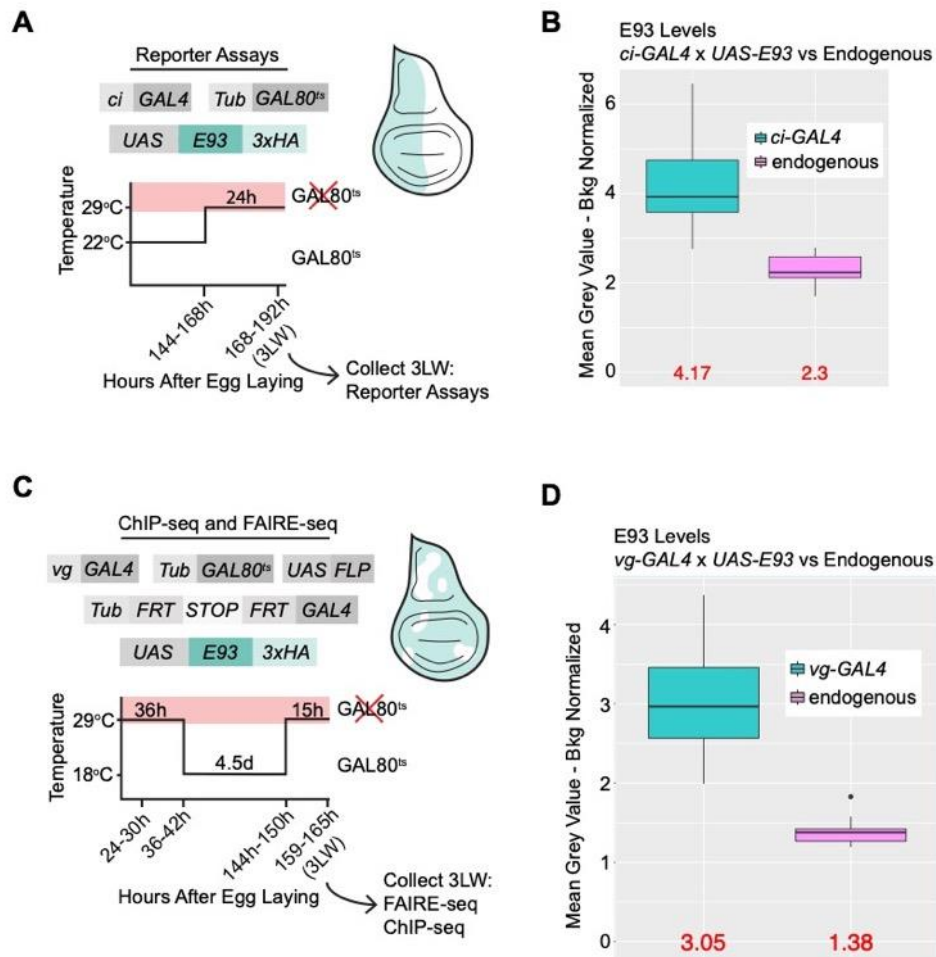 A
Reporter Assays
ci GAL4 Tub GAL80ts
UAS E93 3xHA
Temperature
29°C
22°C
24h
GAL80ts
GAL80ts
144-168h
168-192h
(3LW)
Hours After Egg Laying
Collect 3LW:
Reporter Assays
B
E93 Levels
ci-GAL4 x UAS-E93 vs Endogenous
Mean Grey Value - Bkg Normalized
6
4
2
0
ci-GAL4
endogenous
4.17 2.3
C
ChIP-seq and FAIRE-seq
vg GAL4 Tub GAL80ts UAS FLP
Tub FRT STOP FRT GAL4
UAS E93 3xHA
Temperature
29°C
18°C
36h
4.5d
15h
GAL80ts
GAL80ts
24-30h
36-42h
144h-150h
159-165h
(3LW)
Hours After Egg Laying
Collect 3LW:
FAIRE-seq
ChIP-seq
D
E93 Levels
vg-GAL4 x UAS-E93 vs Endogenous
Mean Grey Value - Bkg Normalized
4
3
2
1
0
vg-GAL4
endogenous
3.05 1.38